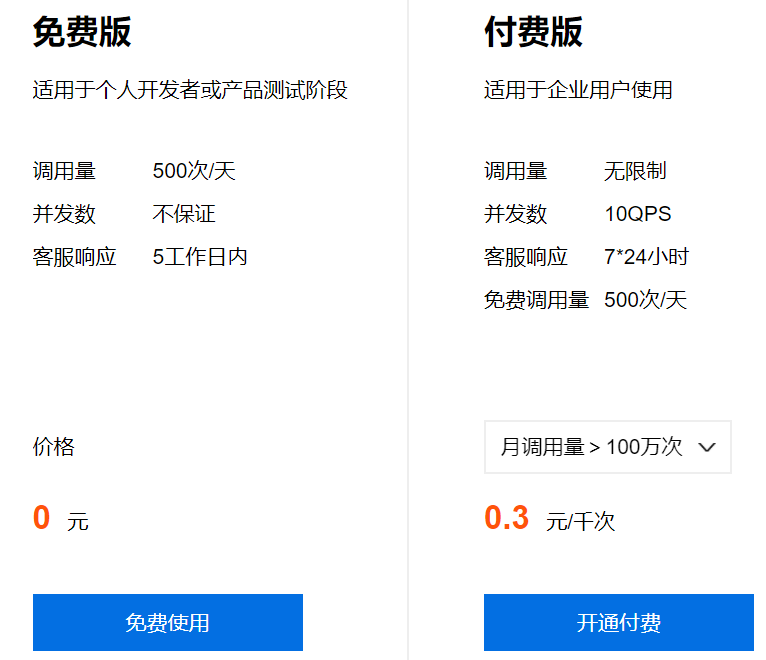 免费版
适用于个人开发者或产品测试阶段
调用量 500次/天
并发数 不保证
客服响应 5工作日内
价格
0 元
免费使用
付费版
适用于企业用户使用
调用量 无限制
并发数 10QPS
客服响应 7*24小时
免费调用量 500次/天
月调用量 > 100万次
0.3 元/千次
开通付费